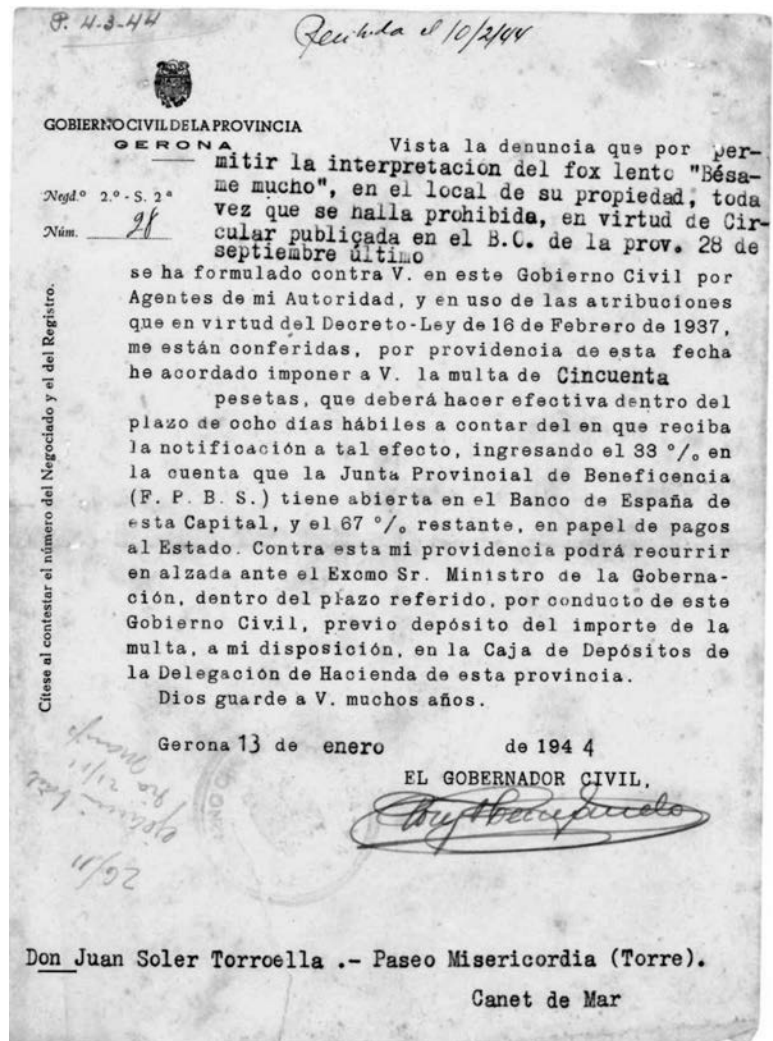 P. 4-3-44
Recibida el 10/2/44
GOBIERNO CIVIL DE LA PROVINCIA
GERONA
Negd.º 2.º - S. 2ª
Núm. 28
Vista la denuncia que por per-
mitir la interpretación del fox lento "Bésa-
me mucho", en el local de su propiedad, toda
vez que se halla prohibida, en virtud de Cir-
cular publicada en el B.O. de la prov. 28 de
septiembre último
se ha formulado contra V. en este Gobierno Civil por
Agentes de mi Autoridad, y en uso de las atribuciones
que en virtud del Decreto-Ley de 16 de Febrero de 1937,
me están conferidas, por providencia de esta fecha
he acordado imponer a V. la multa de Cincuenta
pesetas, que deberá hacer efectiva dentro del
plazo de ocho días hábiles a contar del en que reciba
la notificación a tal efecto, ingresando el 33 º/o en
la cuenta que la Junta Provincial de Beneficencia
(F. P. B. S.) tiene abierta en el Banco de España de
esta Capital, y el 67 º/o restante, en papel de pagos
al Estado. Contra esta mi providencia podrá recurrir
en alzada ante el Excmo Sr. Ministro de la Goberna-
ción, dentro del plazo referido, por conducto de este
Gobierno Civil, previo depósito del importe de la
multa, a mi disposición, en la Caja de Depósitos de
la Delegación de Hacienda de esta provincia.
Dios guarde a V. muchos años.
Gerona 13 de enero de 1944
EL GOBERNADOR CIVIL,
Don Juan Soler Torroella .- Paseo Misericordia (Torre).
Canet de Mar
Cítese al contestar el número del Negociado y el del Registro.